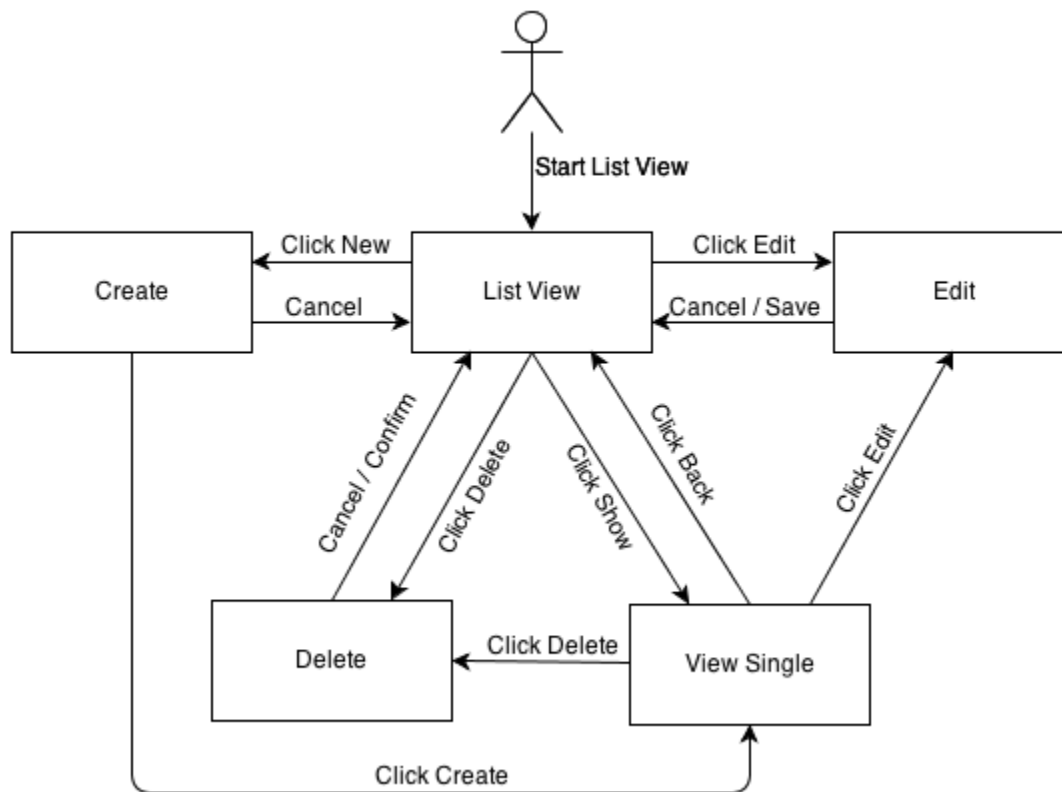 Start List View
Click New
Click Edit
Create
List View
Edit
Cancel
Cancel / Save
Cancel / Confirm
Click Delete
Click Show
Click Back
Click Edit
Delete
Click Delete
View Single
Click Create